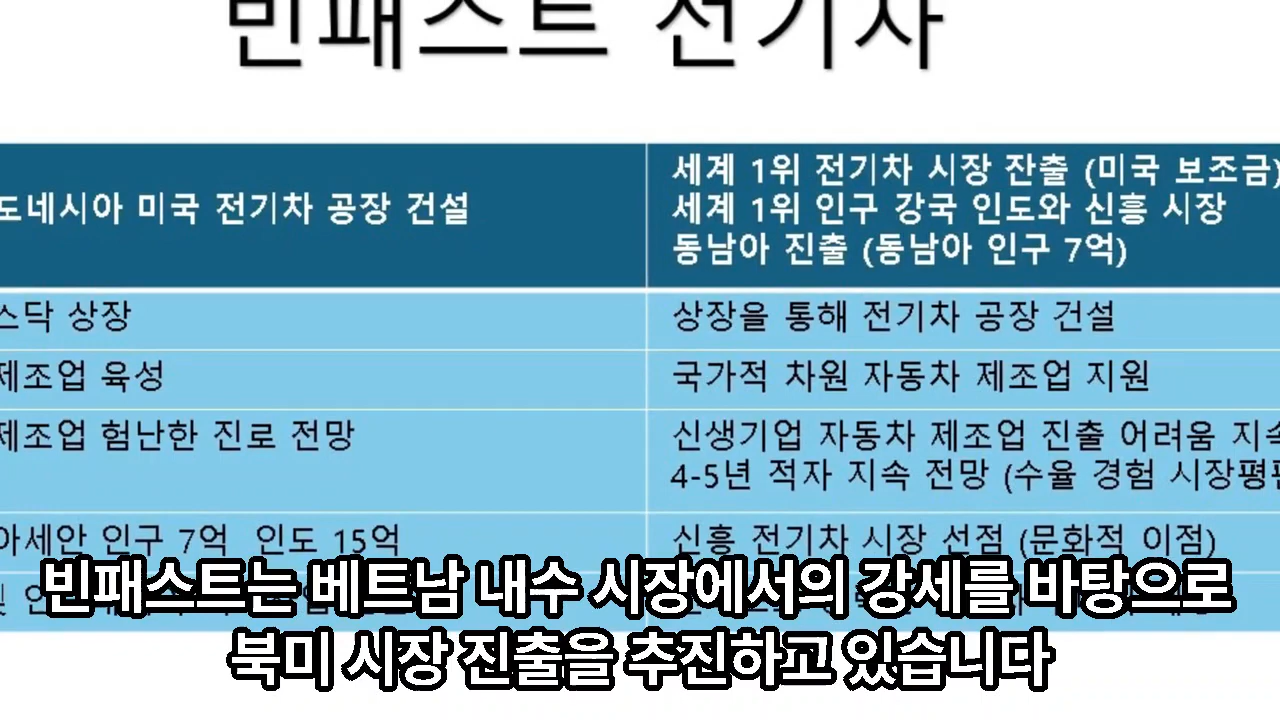 빈패스트 전기차
도네시아 미국 전기차 공장 건설
세계 1위 전기차 시장 잔출 (미국 보조금)
세계 1위 인구 강국 인도와 신흥 시장
동남아 진출 (동남아 인구 7억)
스닥 상장
상장을 통해 전기차 공장 건설
제조업 육성
국가적 차원 자동차 제조업 지원
제조업 험난한 진로 전망
신생기업 자동차 제조업 진출 어려움 지속
4-5년 적자 지속 전망 (수율 경험 시장평판
아세안 인구 7억 인도 15억
신흥 전기차 시장 선점 (문화적 이점)
빈패스트는 베트남 내수 시장에서의 강세를 바탕으로
북미 시장 진출을 추진하고 있습니다